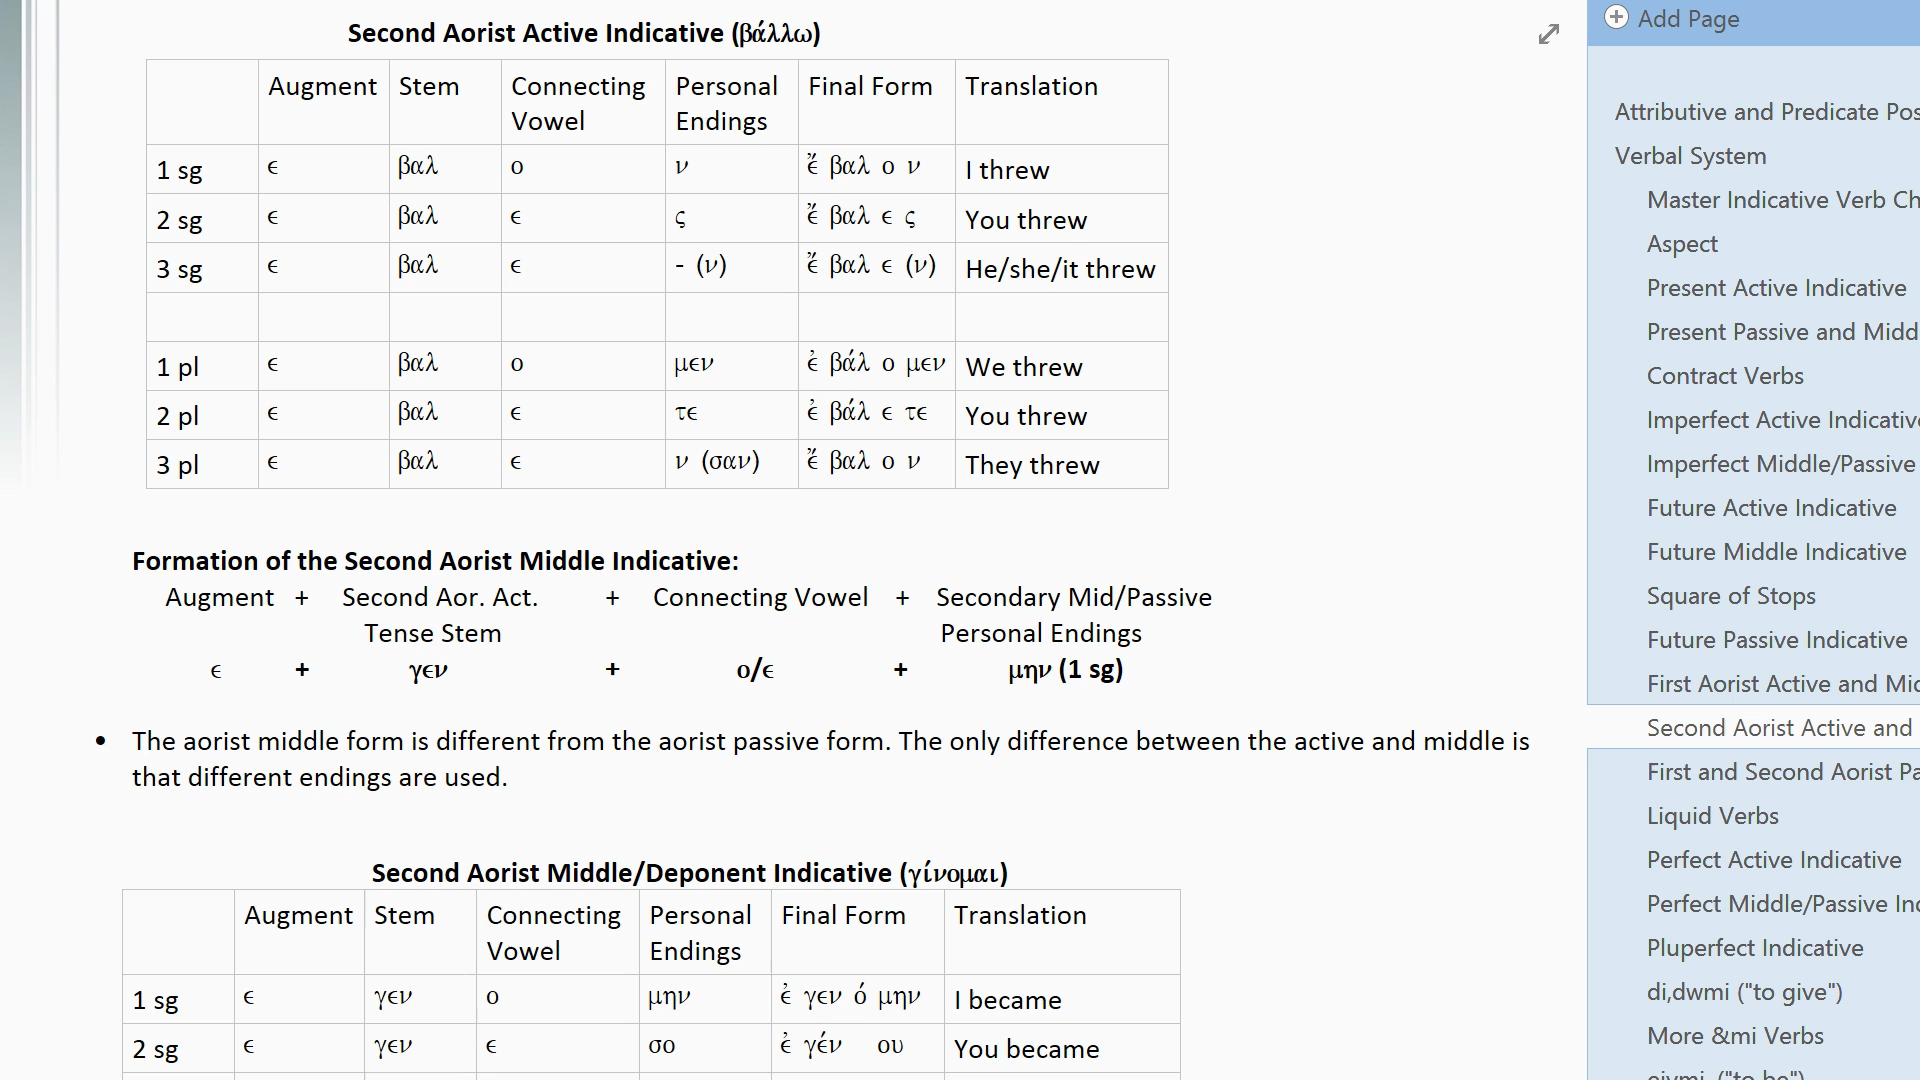 Second Aorist Active Indicative (βάλλω)
Augment Stem Connecting Vowel Personal Endings Final Form Translation
1 sg ϵ βαλ ο ν ἔ βαλ ο ν I threw
2 sg ϵ βαλ ϵ ς ἔ βαλ ϵ ς You threw
3 sg ϵ βαλ ϵ - (ν) ἔ βαλ ϵ (ν) He/she/it threw
1 pl ϵ βαλ ο μϵν ἐ βάλ ο μϵν We threw
2 pl ϵ βαλ ϵ τϵ ἐ βάλ ϵ τϵ You threw
3 pl ϵ βαλ ϵ ν (σαν) ἔ βαλ ο ν They threw
Formation of the Second Aorist Middle Indicative:
Augment + Second Aor. Act. + Connecting Vowel + Secondary Mid/Passive
Tense Stem Personal Endings
ϵ + γϵν + ο/ϵ + μην (1 sg)
• The aorist middle form is different from the aorist passive form. The only difference between the active and middle is
that different endings are used.
Second Aorist Middle/Deponent Indicative (γίνομαι)
Augment Stem Connecting Vowel Personal Endings Final Form Translation
1 sg ϵ γϵν ο μην ἐ γϵν ό μην I became
2 sg ϵ γϵν ϵ σο ἐ γέν ου You became
Add Page
Attributive and Predicate Pos
Verbal System
Master Indicative Verb Ch
Aspect
Present Active Indicative
Present Passive and Midd
Contract Verbs
Imperfect Active Indicative
Imperfect Middle/Passive
Future Active Indicative
Future Middle Indicative
Square of Stops
Future Passive Indicative
First Aorist Active and Mid
Second Aorist Active and
First and Second Aorist Pa
Liquid Verbs
Perfect Active Indicative
Perfect Middle/Passive Ind
Pluperfect Indicative
di,dwmi ("to give")
More &mi Verbs
eivmi, ("to be")